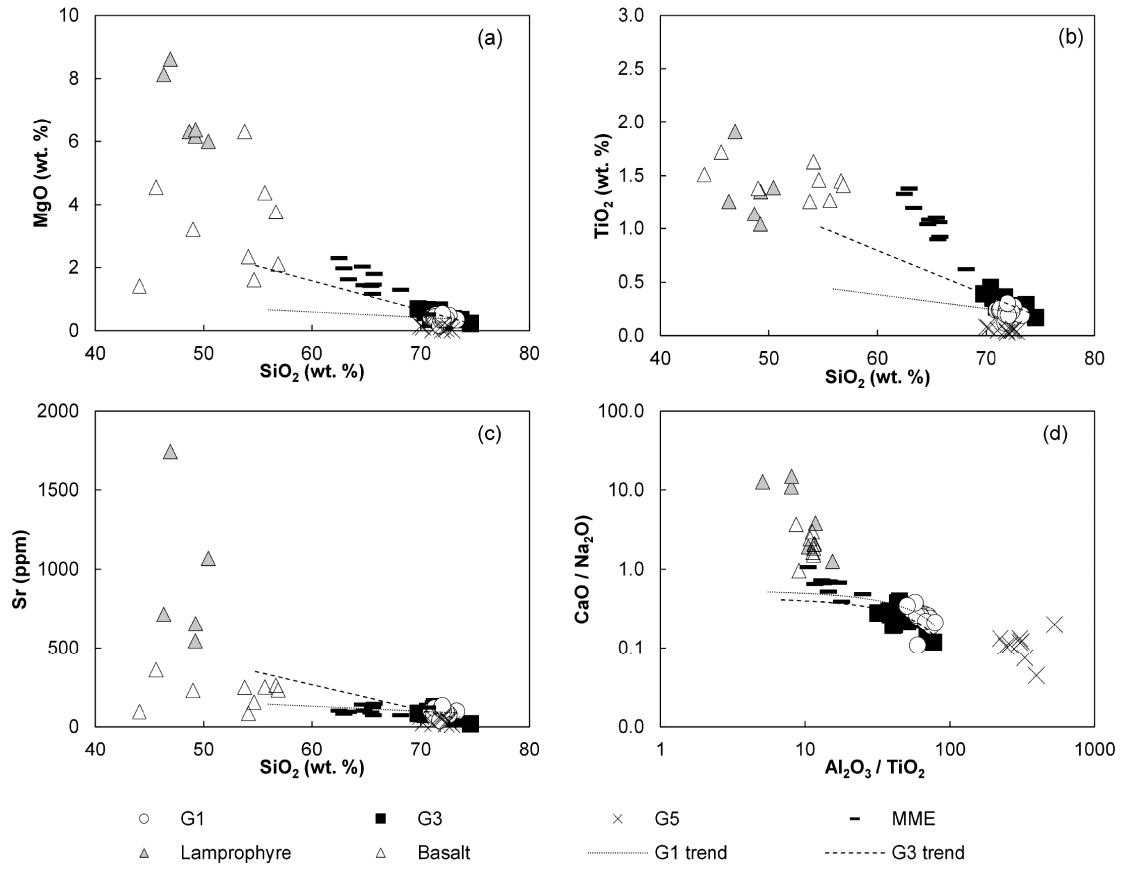 (a)
10
8
6
4
2
0
MgO (wt. %)
40 50 60 70 80
SiO₂ (wt. %)
(b)
3.0
2.5
2.0
1.5
1.0
0.5
0.0
TiO₂ (wt. %)
40 50 60 70 80
SiO₂ (wt. %)
(c)
2000
1500
1000
500
0
Sr (ppm)
40 50 60 70 80
SiO₂ (wt. %)
(d)
100.0
10.0
1.0
0.1
0.0
CaO / Na₂O)
1 10 100 1000
Al₂O₃ / TiO₂
G1 G3 G5 MME
Lamprophyre Basalt G1 trend G3 trend